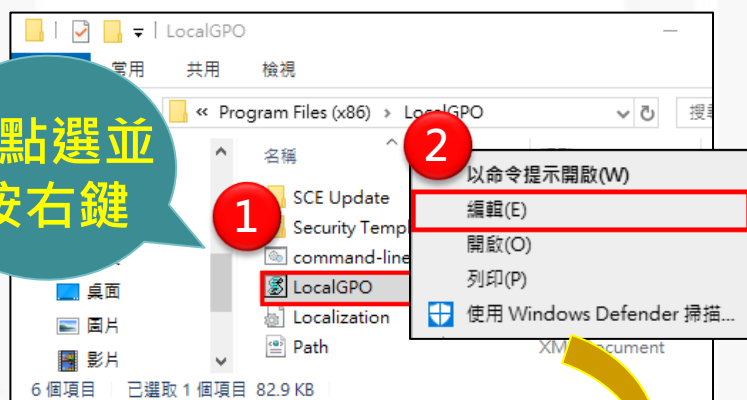 LocalGPO
常用 共用 檢視
點選並
按右鍵
« Program Files (x86) › LocalGPO
名稱
1
2
SCE Update
Security Templ
command-line
LocalGPO
Localization
Path
XML Document
以命令提示開啟(W)
編輯(E)
開啟(O)
列印(P)
使用 Windows Defender 掃描...
桌面
圖片
影片
6 個項目 已選取 1 個項目 82.9 KB